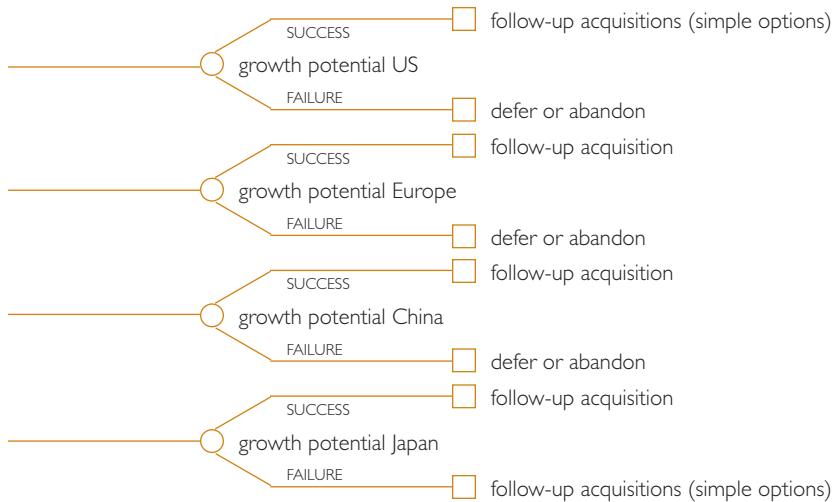 follow-up acquisitions (simple options)
SUCCESS
growth potential US
FAILURE
defer or abandon
follow-up acquisition
SUCCESS
growth potential Europe
FAILURE
defer or abandon
follow-up acquisition
SUCCESS
growth potential China
FAILURE
defer or abandon
follow-up acquisition
SUCCESS
growth potential Japan
FAILURE
follow-up acquisitions (simple options)